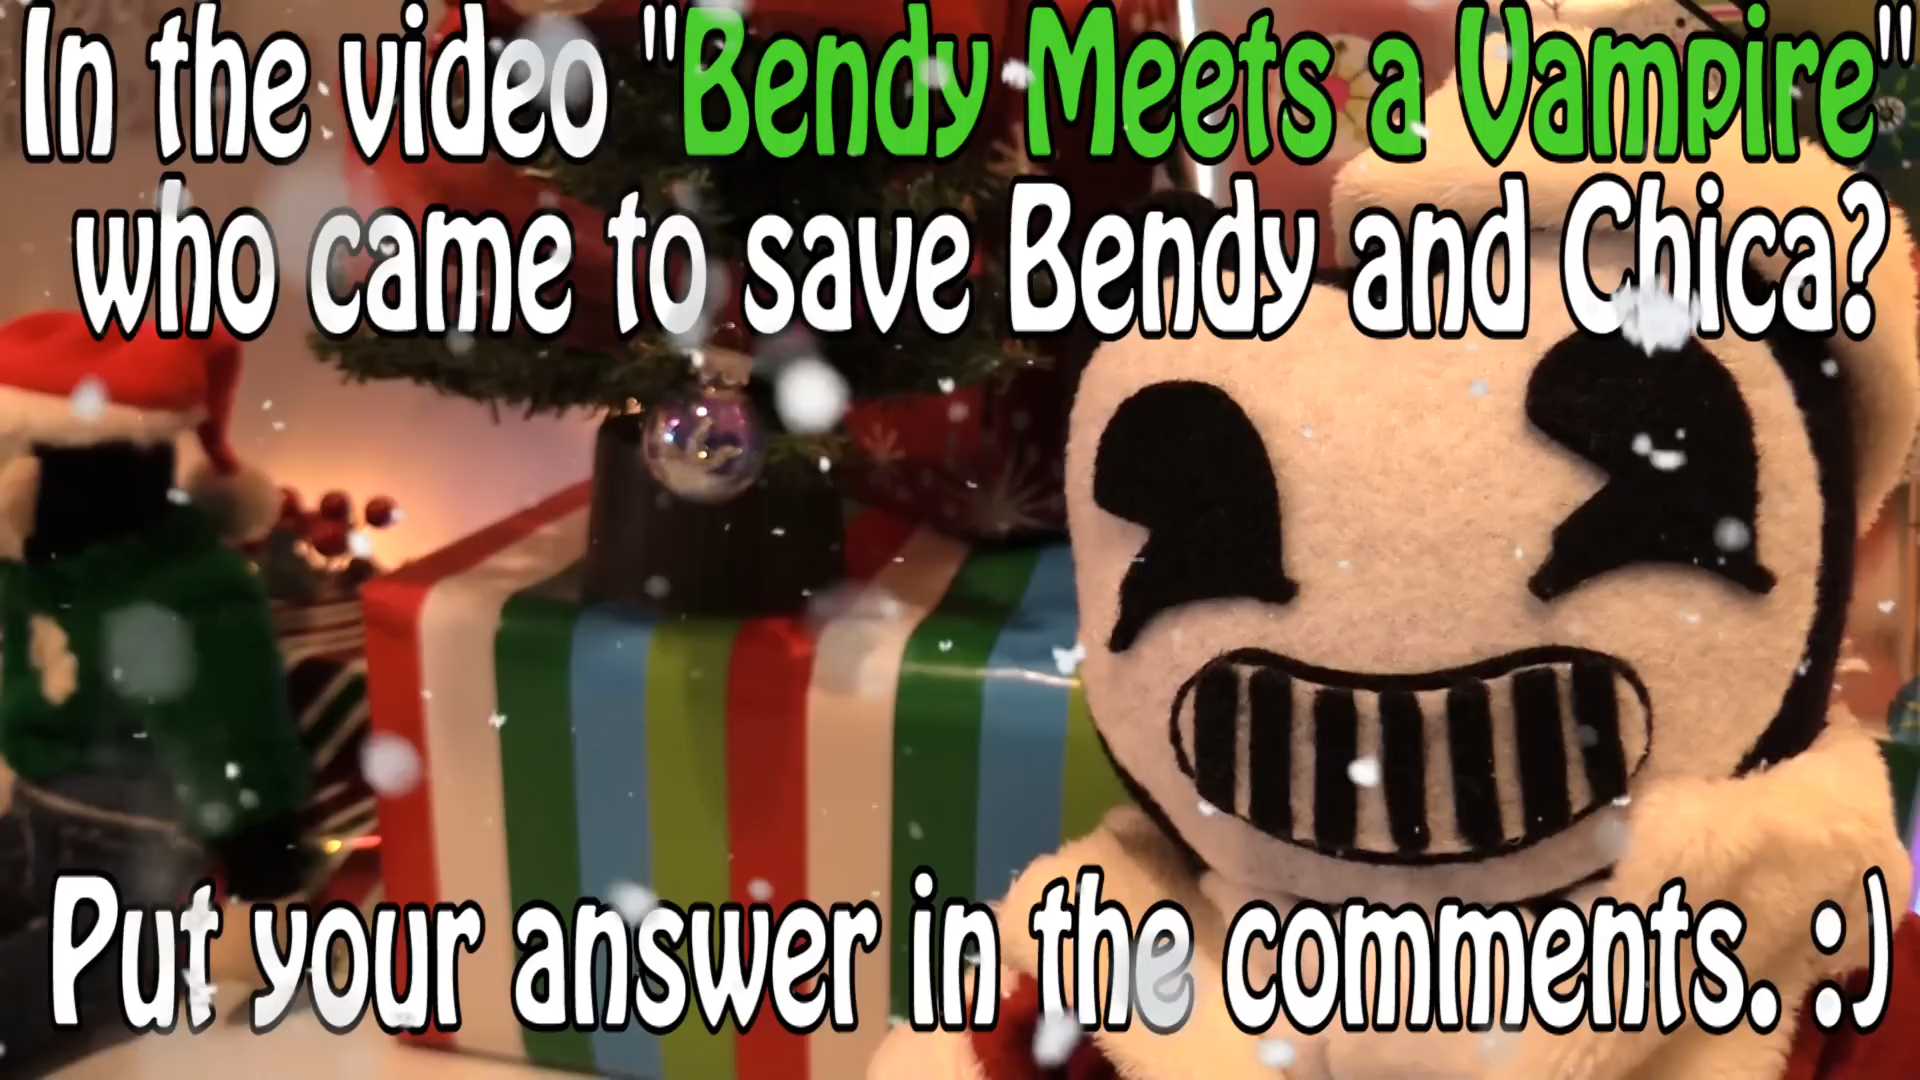 In the video "Bendy Meets a Vampire"
who came to save Bendy and Chica?
Put your answer in the comments. :)